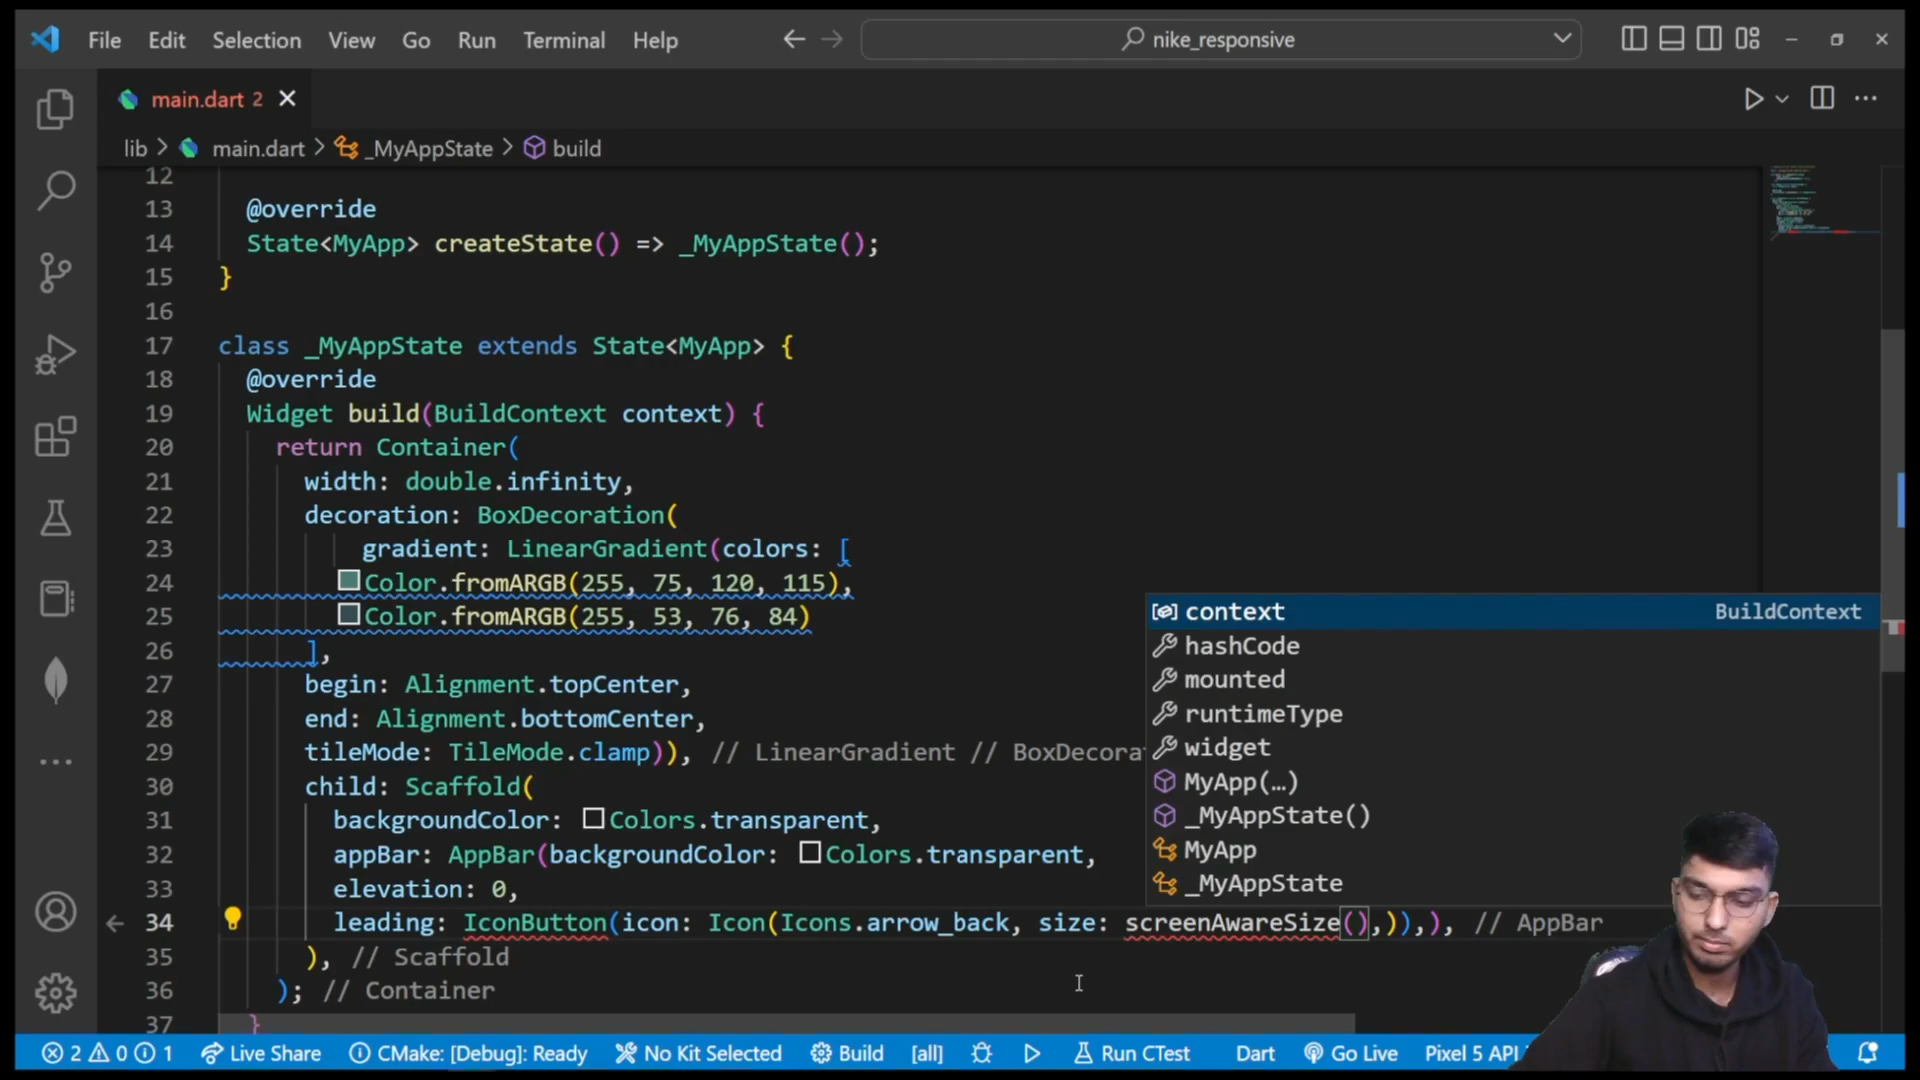 File Edit Selection View Go Run Terminal Help
nike_responsive
main.dart 2
lib > main.dart > _MyAppState > build
12
13 @override
14 State<MyApp> createState() => _MyAppState();
15 }
16
17 class _MyAppState extends State<MyApp> {
18 @override
19 Widget build(BuildContext context) {
20 return Container(
21 width: double.infinity,
22 decoration: BoxDecoration(
23 gradient: LinearGradient(colors: [
24 Color.fromARGB(255, 75, 120, 115),
25 Color.fromARGB(255, 53, 76, 84)
26 ],
27 begin: Alignment.topCenter,
28 end: Alignment.bottomCenter,
29 tileMode: TileMode.clamp)), // LinearGradient // BoxDecorat
30 child: Scaffold(
31 backgroundColor: Colors.transparent,
32 appBar: AppBar(backgroundColor: Colors.transparent,
33 elevation: 0,
34 leading: IconButton(icon: Icon(Icons.arrow_back, size: screenAwareSize(),)),), // AppBar
35 ), // Scaffold
36 ); // Container
37 }
context BuildContext
hashCode
mounted
runtimeType
widget
MyApp(…)
_MyAppState()
MyApp
_MyAppState
2 0 1 Live Share CMake: [Debug]: Ready No Kit Selected Build [all] Run CTest Dart Go Live Pixel 5 API